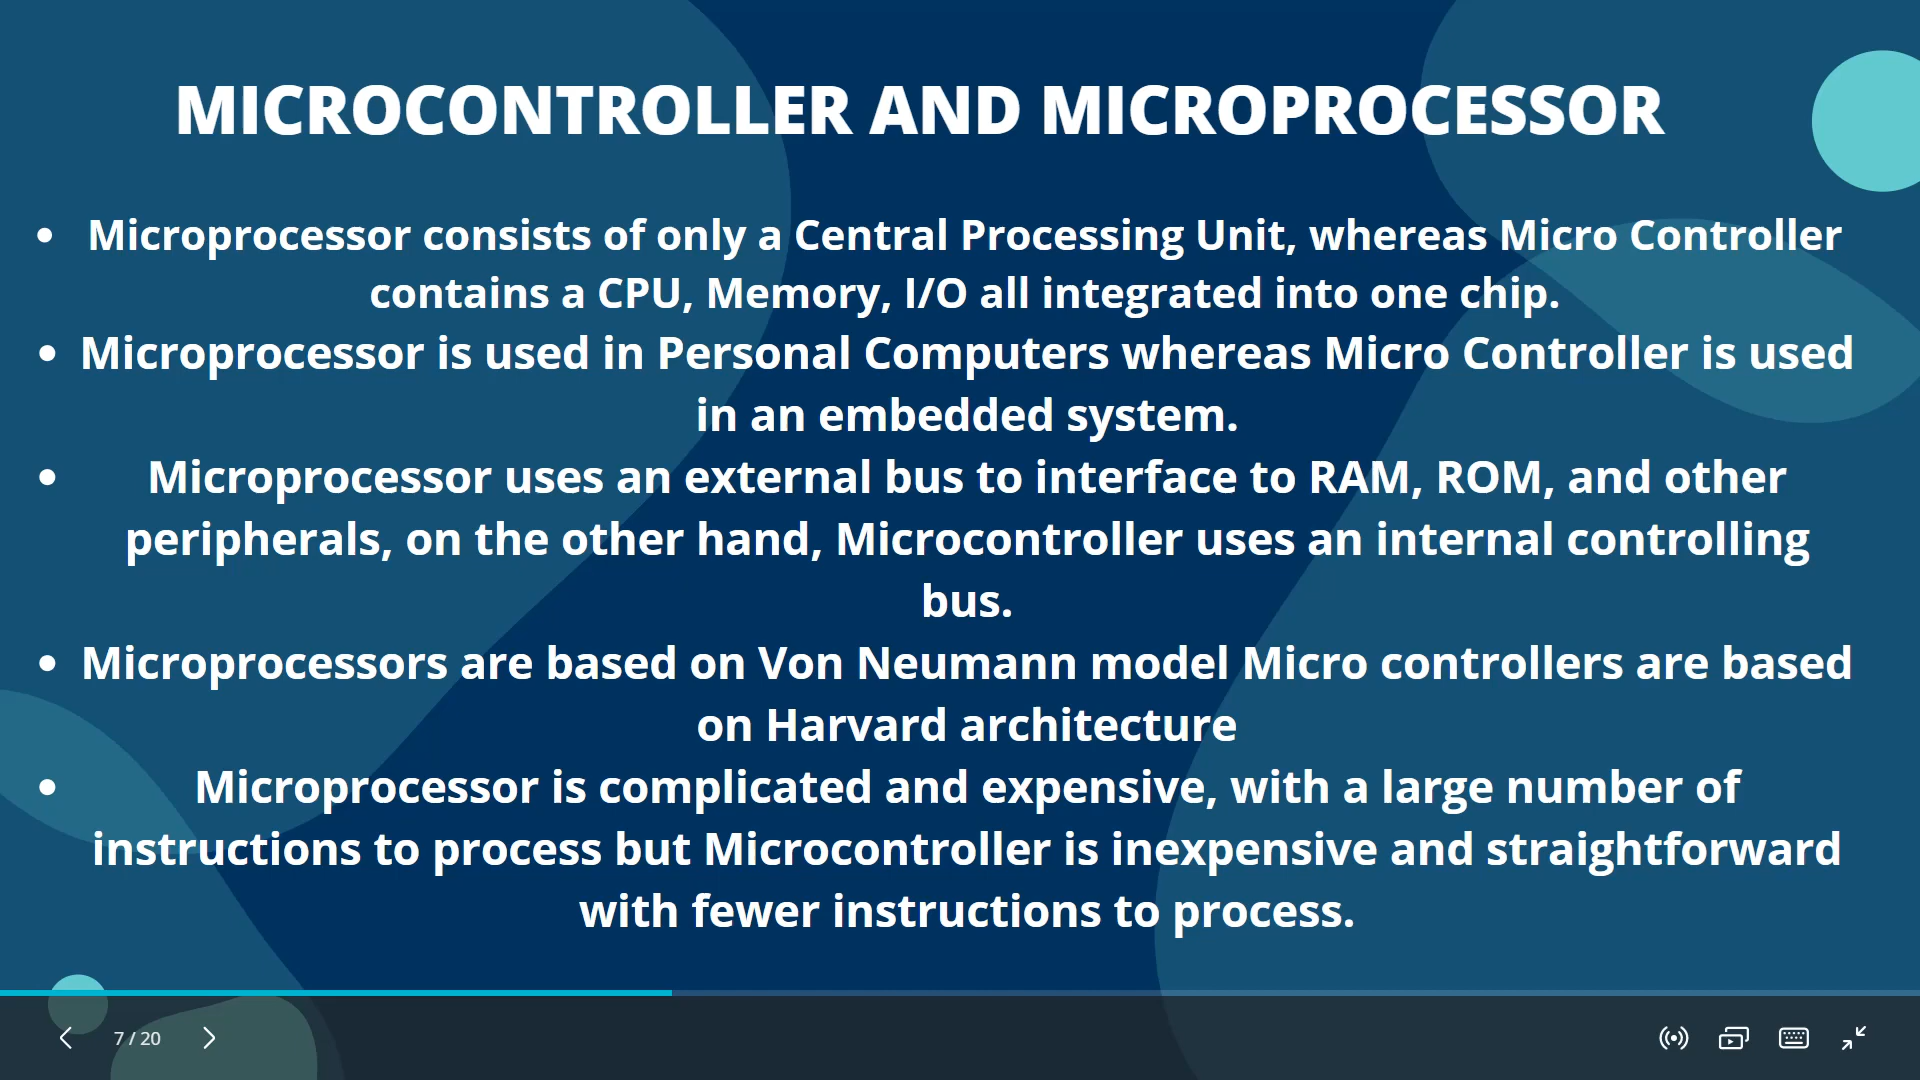 MICROCONTROLLER AND MICROPROCESSOR
• Microprocessor consists of only a Central Processing Unit, whereas Micro Controller
contains a CPU, Memory, I/O all integrated into one chip.
• Microprocessor is used in Personal Computers whereas Micro Controller is used
in an embedded system.
• Microprocessor uses an external bus to interface to RAM, ROM, and other
peripherals, on the other hand, Microcontroller uses an internal controlling
bus.
• Microprocessors are based on Von Neumann model Micro controllers are based
on Harvard architecture
• Microprocessor is complicated and expensive, with a large number of
instructions to process but Microcontroller is inexpensive and straightforward
with fewer instructions to process.
7 / 20